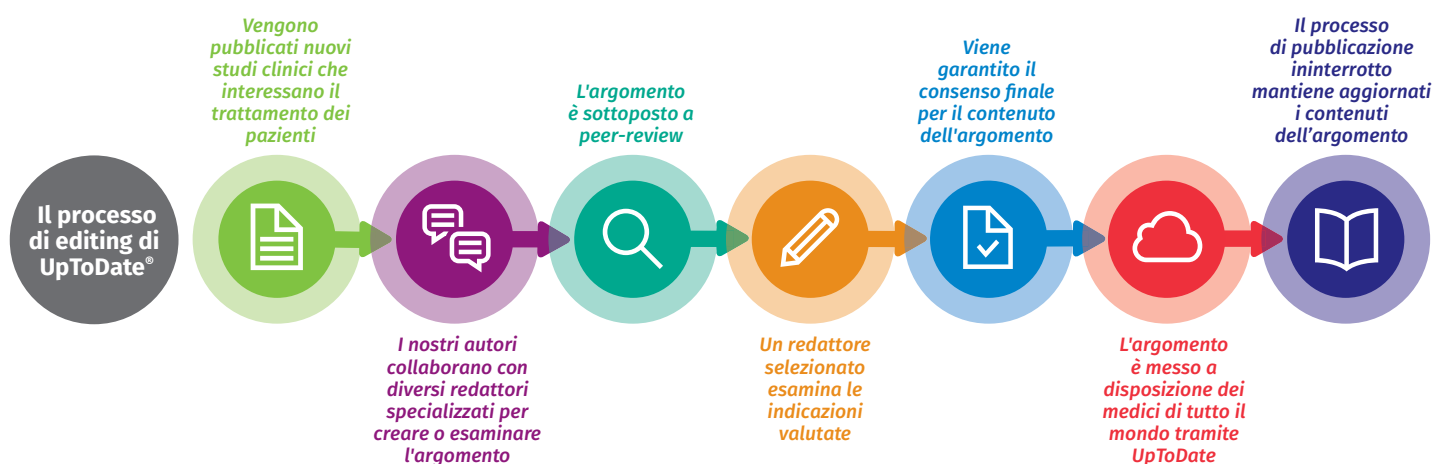 Il processo
di editing di
UpToDate®
Vengono
pubblicati nuovi
studi clinici che
interessano il
trattamento dei
pazienti
I nostri autori
collaborano con
diversi redattori
specializzati per
creare o esaminare
l'argomento
L'argomento
è sottoposto a
peer-review
Un redattore
selezionato
esamina le
indicazioni
valutate
Viene
garantito il
consenso finale
per il contenuto
dell'argomento
L'argomento
è messo a
disposizione dei
medici di tutto il
mondo tramite
UpToDate
Il processo
di pubblicazione
ininterrotto
mantiene aggiornati
i contenuti
dell’argomento